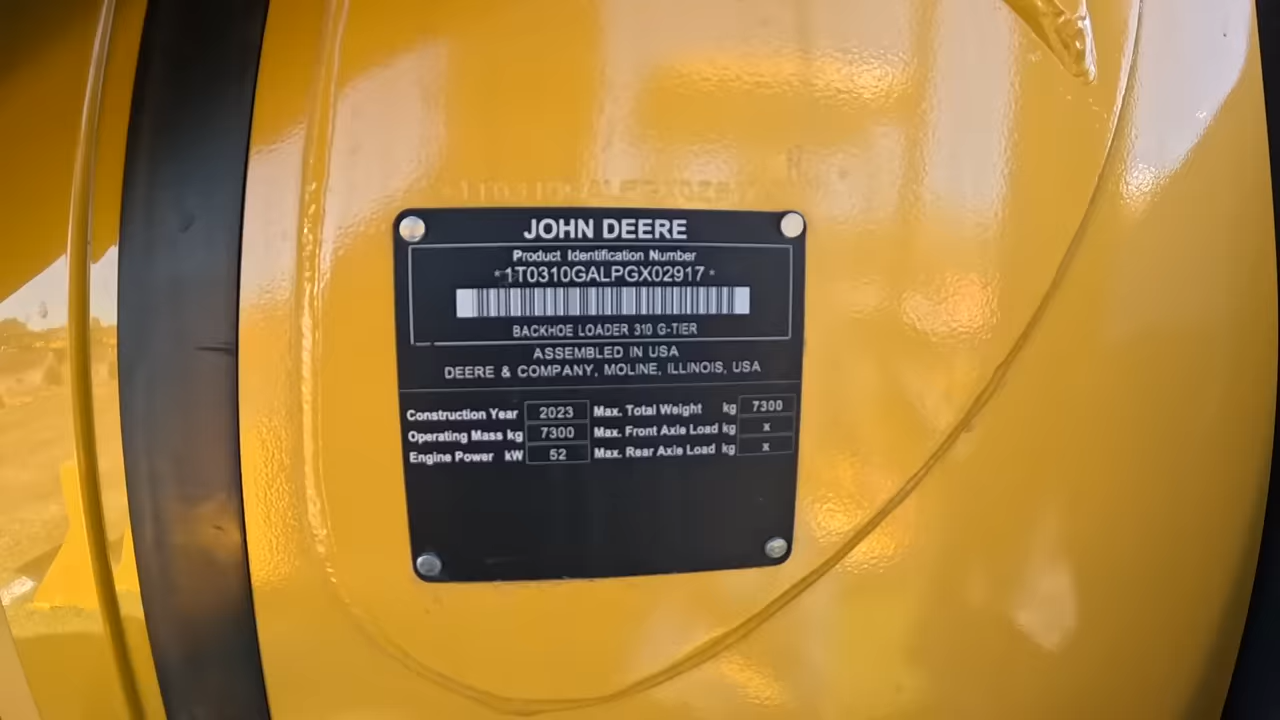 JOHN DEERE
Product Identification Number
*1T0310GALPGX02917*
BACKHOE LOADER 310 G-TIER
ASSEMBLED IN USA
DEERE & COMPANY, MOLINE, ILLINOIS, USA
Construction Year 2023 Max. Total Weight kg 7300
Operating Mass kg 7300 Max. Front Axle Load kg x
Engine Power kW 52 Max. Rear Axle Load kg x